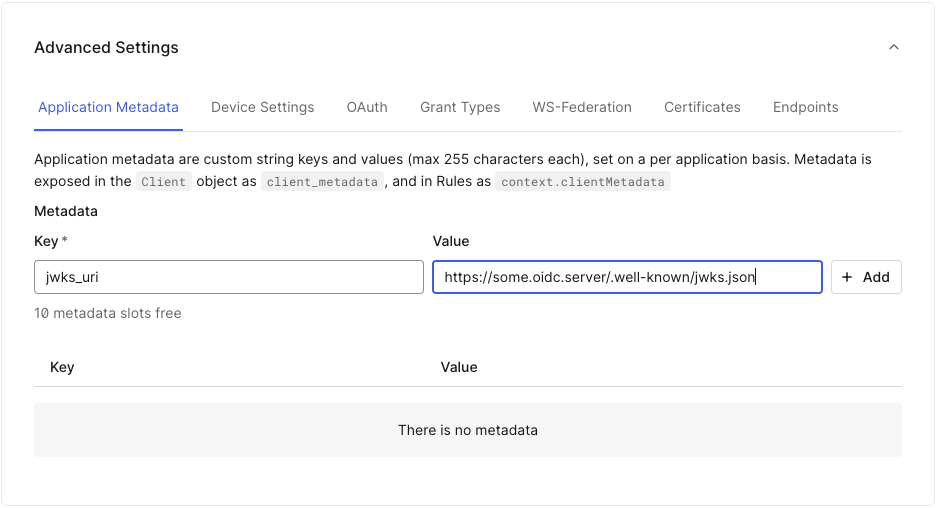 Advanced Settings
Application Metadata Device Settings OAuth Grant Types WS-Federation Certificates Endpoints
Application metadata are custom string keys and values (max 255 characters each), set on a per application basis. Metadata is
exposed in the Client object as client_metadata , and in Rules as context.clientMetadata
Metadata
Key * Value
jwks_uri https://some.oidc.server/.well-known/jwks.json + Add
10 metadata slots free
Key Value
There is no metadata